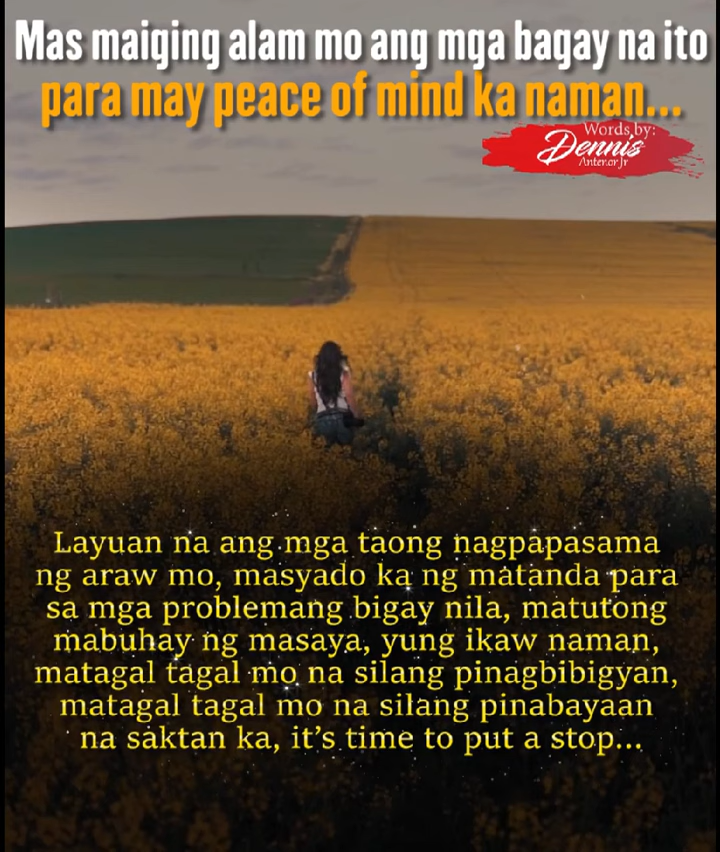 Mas maiging alam mo ang mga bagay na ito
para may peace of mind ka naman...
Words by:
Dennis
Anter.or Jr
Layuan na ang mga taong nagpapasama
ng araw mo, masyado ka ng matanda para
sa mga problemang bigay nila, matutong
mabuhay ng masaya, yung ikaw naman,
matagal tagal mo na silang pinagbibigyan,
matagal tagal mo na silang pinabayaan
na saktan ka, it's time to put a stop...